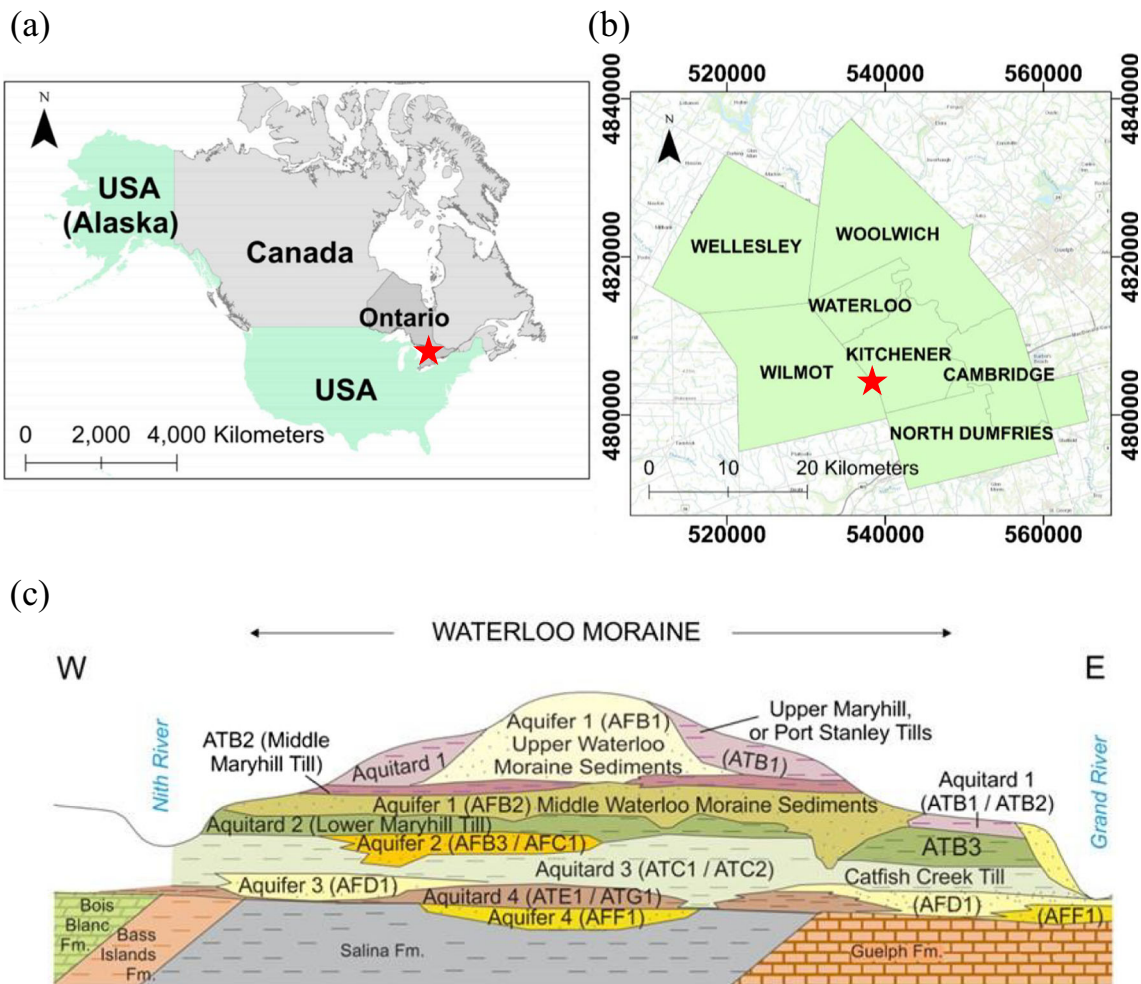 (a)
N
USA
(Alaska)
Canada
Ontario
USA
0 2,000 4,000 Kilometers
(b)
520000 540000 560000
4840000
4820000
4800000
N
WELLESLEY
WOOLWICH
WATERLOO
KITCHENER
WILMOT
CAMBRIDGE
NORTH DUMFRIES
0 10 20 Kilometers
4840000
4820000
4800000
520000 540000 560000
(c)
WATERLOO MORAINE
W
E
Nith River
Grand River
ATB2 (Middle
Maryhill Till)
Aquitard 1
Aquifer 1 (AFB1)
Upper Waterloo
Moraine Sediments
Upper Maryhill,
or Port Stanley Tills
(ATB1)
Aquitard 1
(ATB1 / ATB2)
Aquifer 1 (AFB2) Middle Waterloo Moraine Sediments
Aquitard 2 (Lower Maryhill Till)
Aquifer 2 (AFB3 / AFC1)
ATB3
Aquitard 3 (ATC1 / ATC2)
Catfish Creek Till
Aquifer 3 (AFD1)
Aquitard 4 (ATE1 / ATG1)
(AFD1)
Aquifer 4 (AFF1)
(AFF1)
Bois
Blanc
Fm.
Bass
Islands
Fm.
Salina Fm.
Guelph Fm.